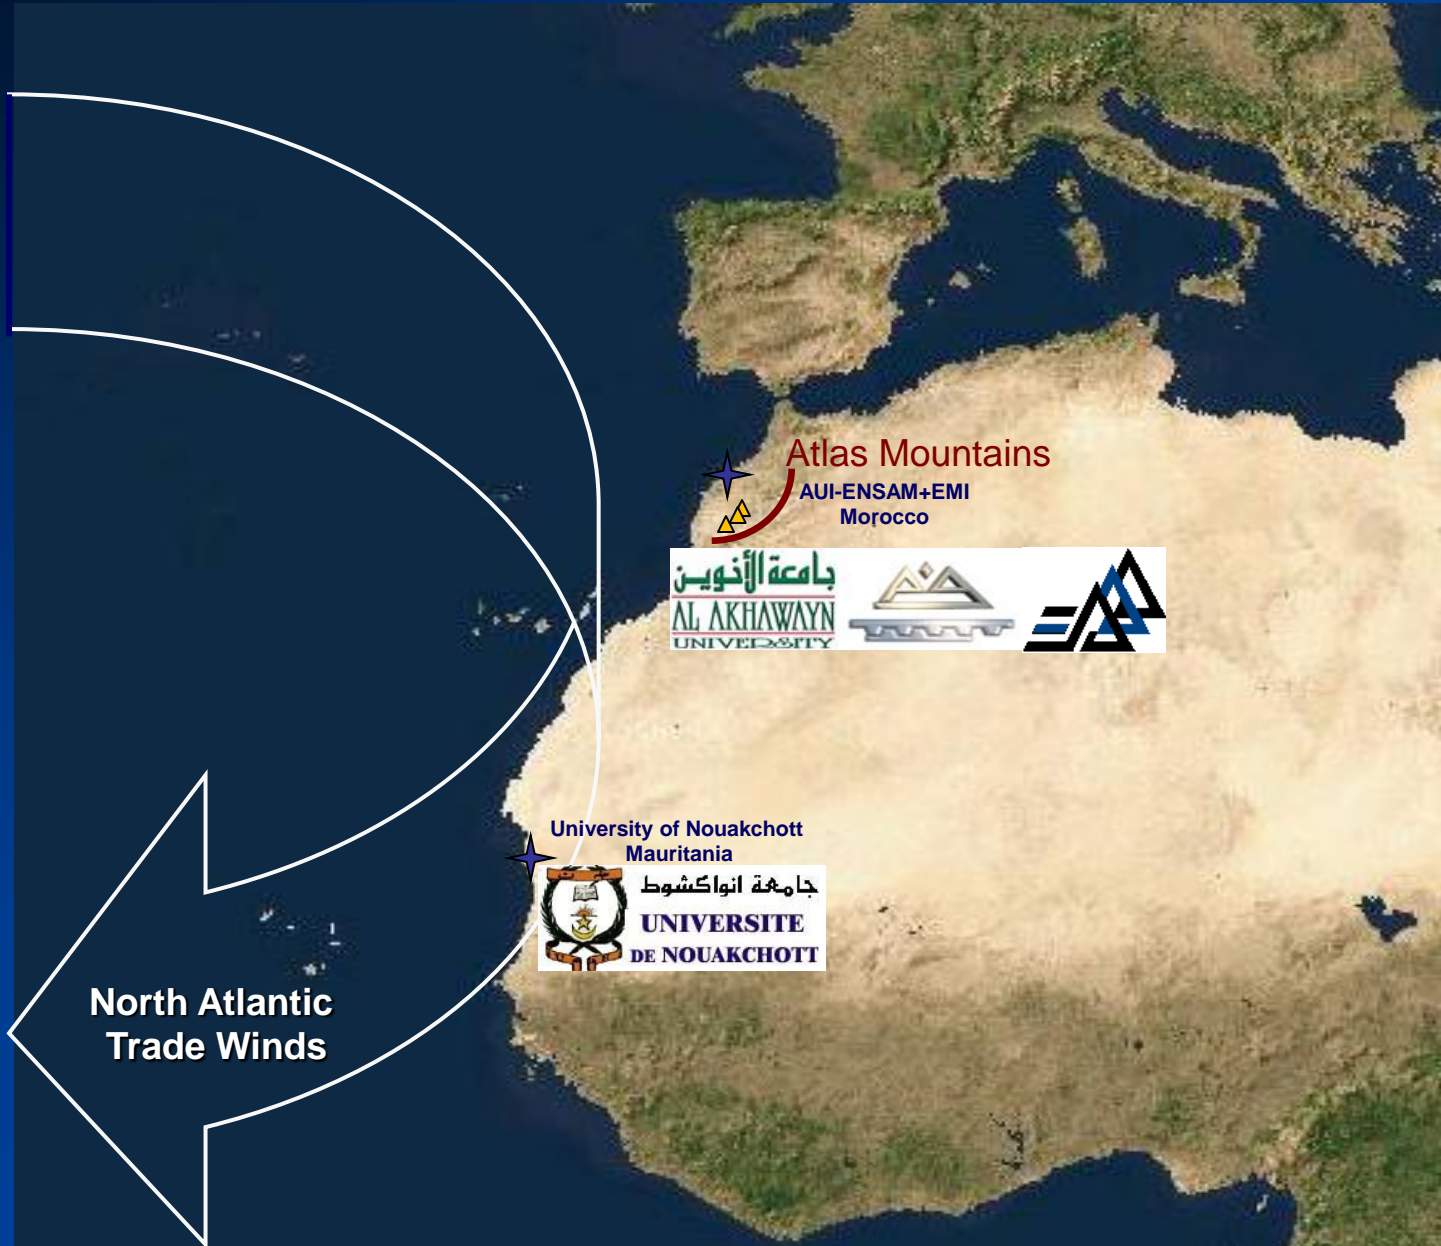 Atlas Mountains
AUI-ENSAM+EMI
Morocco
جامعة الأخوين
AL AKHAWAYN
UNIVERSITY
University of Nouakchott
Mauritania
جامعة انواكشوط
UNIVERSITE
DE NOUAKCHOTT
North Atlantic
Trade Winds